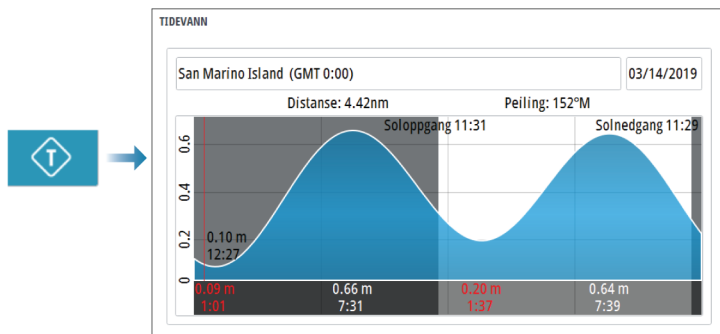 TIDEVANN
San Marino Island (GMT 0:00) 03/14/2019
Distanse: 4.42nm Peiling: 152°M
Soloppgang 11:31 Solnedgang 11:29
0.6
0.4
0.2
0
0.10 m
12:27
0.09 m 0.66 m 0.20 m 0.64 m
1:01 7:31 1:37 7:39
T